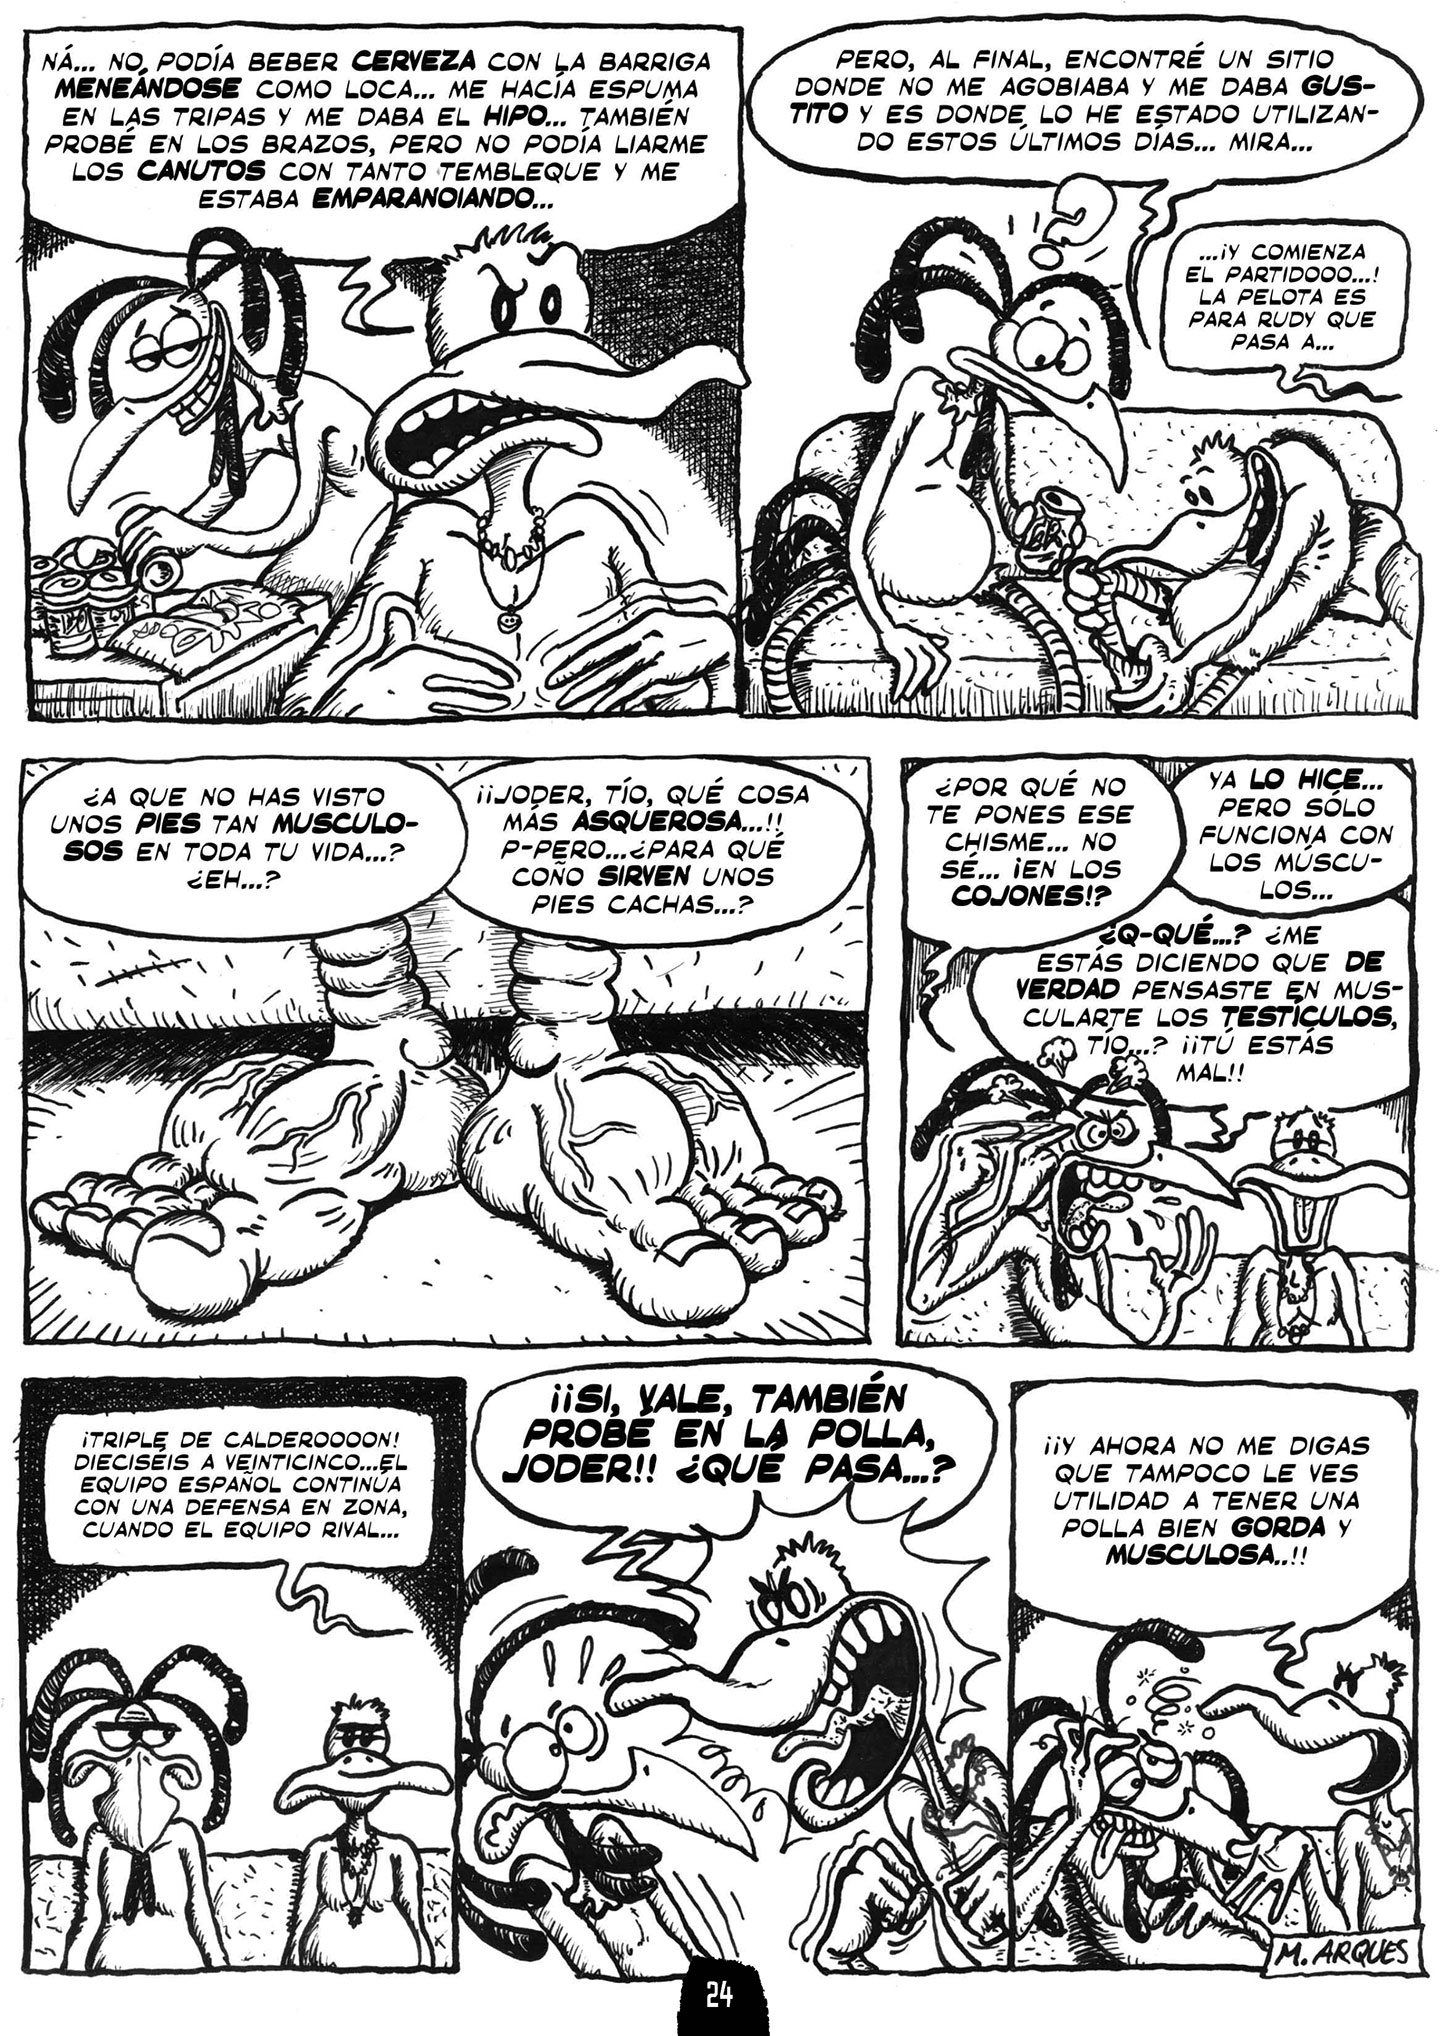 NÁ... NO PODÍA BEBER CERVEZA CON LA BARRIGA
MENEÁNDOSE COMO LOCA... ME HACÍA ESPUMA
EN LAS TRIPAS Y ME DABA EL HIPO... TAMBIÉN
PROBÉ EN LOS BRAZOS, PERO NO PODÍA LIARME
LOS CANUTOS CON TANTO TEMBLEQUE Y ME
ESTABA EMPARANOIANDO...
PERO, AL FINAL, ENCONTRÉ UN SITIO
DONDE NO ME AGOBIABA Y ME DABA GUS-
TITO Y ES DONDE LO HE ESTADO UTILIZAN-
DO ESTOS ÚLTIMOS DÍAS... MIRA...
?
...¡Y COMIENZA
EL PARTIDOOO...!
LA PELOTA ES
PARA RUDY QUE
PASA A...
¿A QUE NO HAS VISTO
UNOS PIES TAN MUSCULO-
SOS EN TODA TU VIDA...?
¿EH...?
¡¡JODER, TÍO, QUÉ COSA
MÁS ASQUEROSA...!!
P-PERO...¿PARA QUÉ
COÑO SIRVEN UNOS
PIES CACHAS...?
¿POR QUÉ NO
TE PONES ESE
CHISME... NO
SÉ... ¡EN LOS
COJONES!?
YA LO HICE...
PERO SÓLO
FUNCIONA CON
LOS MÚSCU-
LOS...
¿Q-QUÉ...? ¿ME
ESTÁS DICIENDO QUE DE
VERDAD PENSASTE EN MUS-
CULARTE LOS TESTÍCULOS,
TÍO...? ¡¡TÚ ESTÁS
MAL!!
¡TRIPLE DE CALDEROOOON!
DIECISÉIS A VEINTICINCO...EL
EQUIPO ESPAÑOL CONTINÚA
CON UNA DEFENSA EN ZONA,
CUANDO EL EQUIPO RIVAL...
¡¡SI, VALE, TAMBIÉN
PROBÉ EN LA POLLA,
JODER!! ¿QUÉ PASA...?
¡¡Y AHORA NO ME DIGAS
QUE TAMPOCO LE VES
UTILIDAD A TENER UNA
POLLA BIEN GORDA Y
MUSCULOSA..!!
M. ARQUES
24